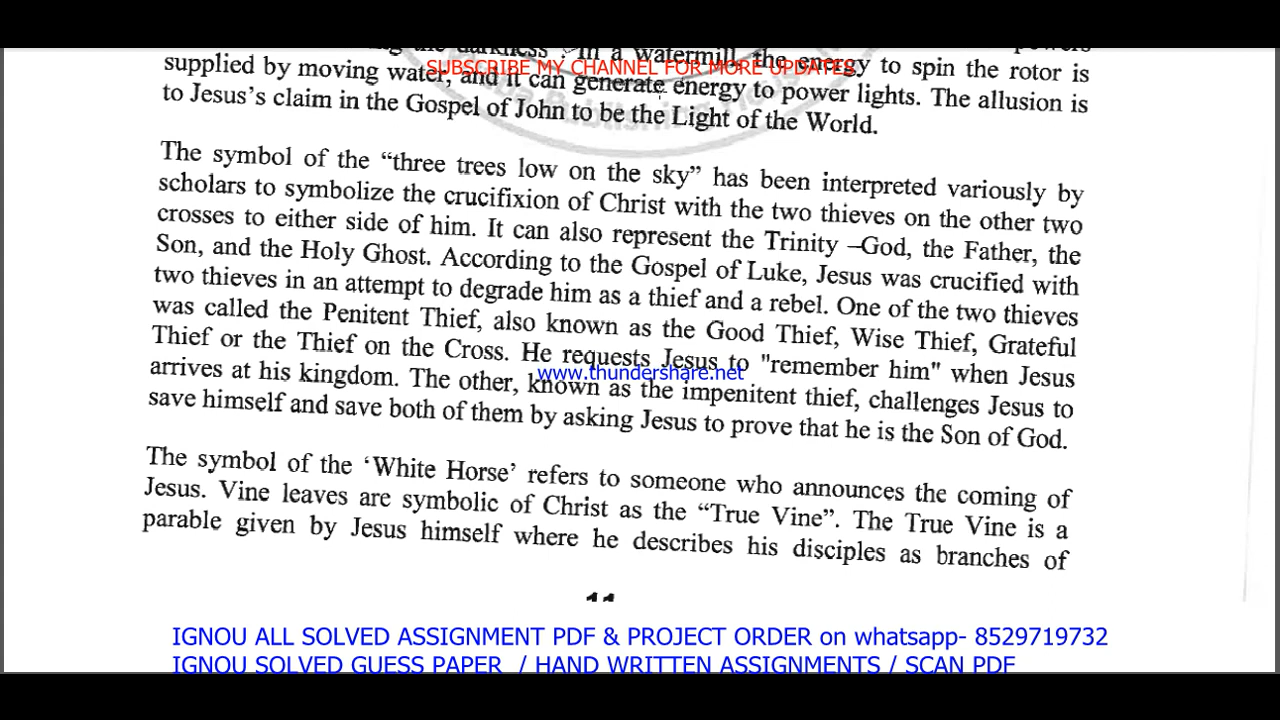 the darkness". In a watermill, the energy to spin the rotor is
SUBSCRIBE MY CHANNEL FOR MORE UPDATES
supplied by moving water, and it can generate energy to power lights. The allusion is
to Jesus's claim in the Gospel of John to be the Light of the World.
The symbol of the “three trees low on the sky” has been interpreted variously by
scholars to symbolize the crucifixion of Christ with the two thieves on the other two
crosses to either side of him. It can also represent the Trinity –God, the Father, the
Son, and the Holy Ghost. According to the Gospel of Luke, Jesus was crucified with
two thieves in an attempt to degrade him as a thief and a rebel. One of the two thieves
was called the Penitent Thief, also known as the Good Thief, Wise Thief, Grateful
Thief or the Thief on the Cross. He requests Jesus to "remember him" when Jesus
www.thundershare.net
arrives at his kingdom. The other, known as the impenitent thief, challenges Jesus to
save himself and save both of them by asking Jesus to prove that he is the Son of God.
The symbol of the ‘White Horse’ refers to someone who announces the coming of
Jesus. Vine leaves are symbolic of Christ as the “True Vine”. The True Vine is a
parable given by Jesus himself where he describes his disciples as branches of
11
IGNOU ALL SOLVED ASSIGNMENT PDF & PROJECT ORDER on whatsapp- 8529719732
IGNOU SOLVED GUESS PAPER / HAND WRITTEN ASSIGNMENTS / SCAN PDF